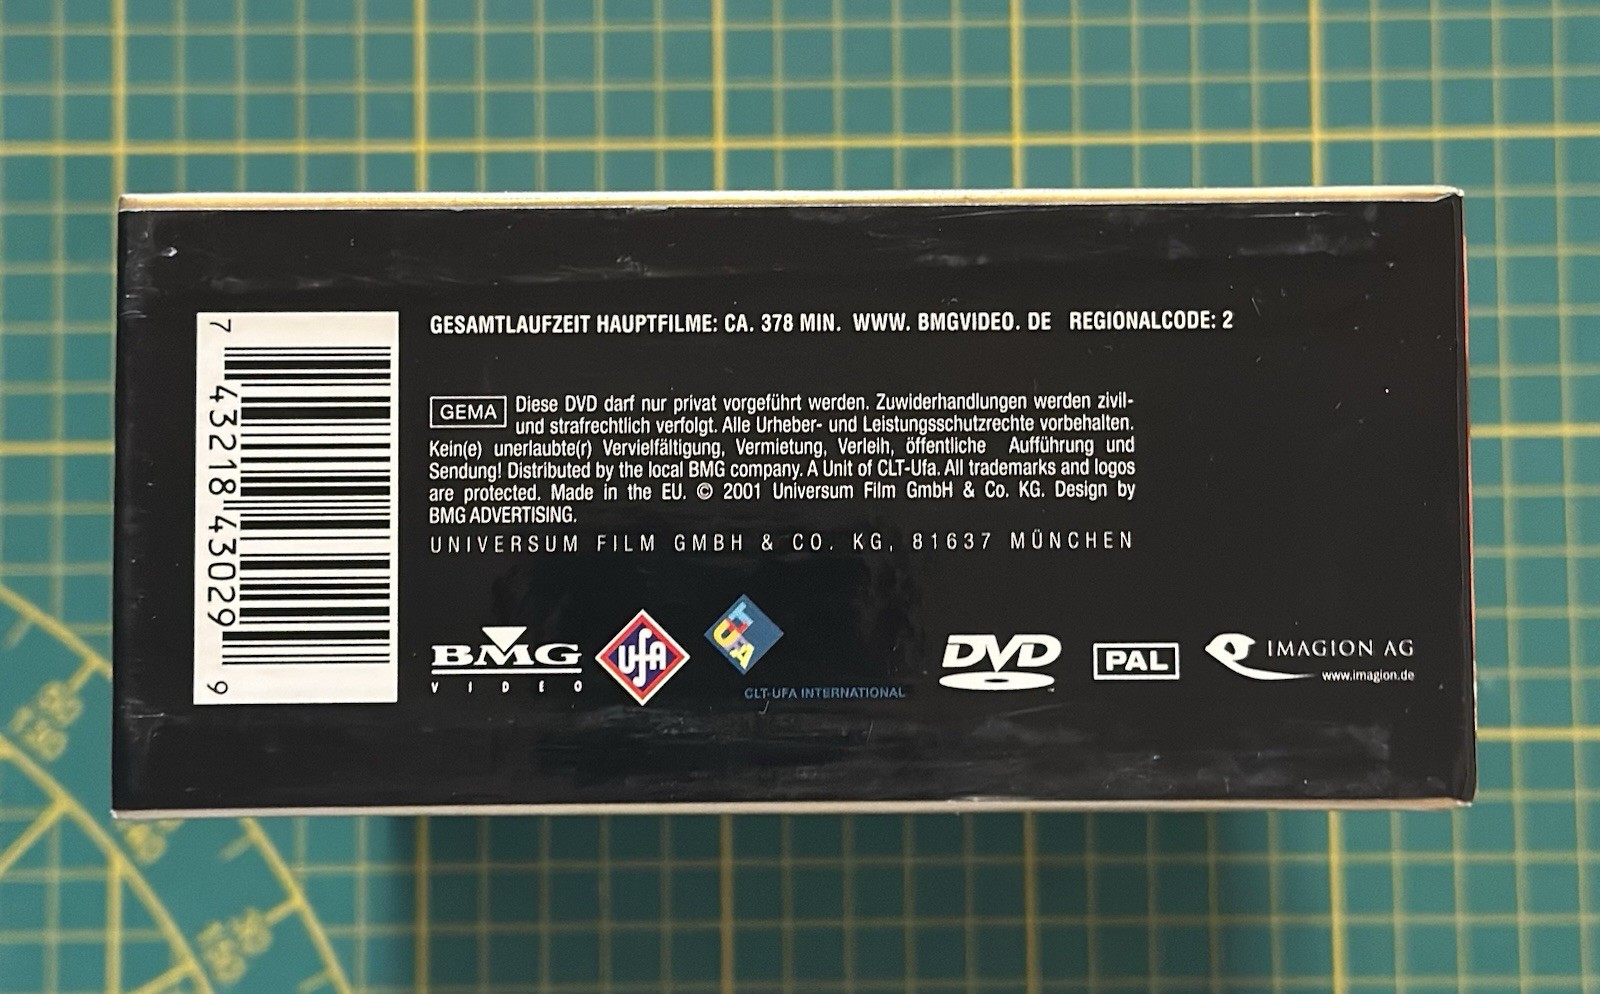 GESAMTLAUFZEIT HAUPTFILME: CA. 378 MIN. WWW. BMGVIDEO. DE REGIONALCODE: 2
GEMA Diese DVD darf nur privat vorgeführt werden. Zuwiderhandlungen werden zivil-
und strafrechtlich verfolgt. Alle Urheber- und Leistungsschutzrechte vorbehalten.
Kein(e) unerlaubte(r) Vervielfältigung, Vermietung, Verleih, öffentliche Aufführung und
Sendung! Distributed by the local BMG company. A Unit of CLT-Ufa. All trademarks and logos
are protected. Made in the EU. © 2001 Universum Film GmbH & Co. KG. Design by
BMG ADVERTISING.
UNIVERSUM FILM GMBH & CO. KG, 81637 MÜNCHEN
7 43218 43029 9
BMG
VIDEO
UfA
CLT
UFA
CLT-UFA INTERNATIONAL
DVD
PAL
IMAGION AG
www.imagion.de